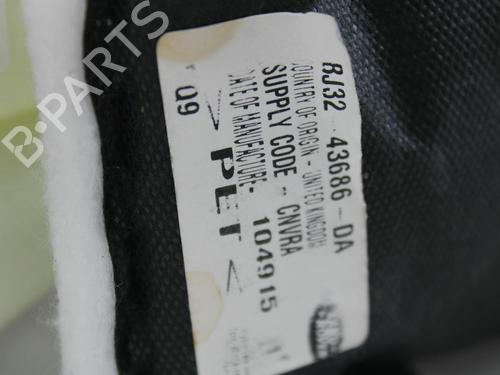 B-PARTS
BJ32 43686-DA
COUNTRY OF ORIGIN - UNITED KINGDOM
SUPPLY CODE - CNVRA
DATE OF MANUFACTURE- 104915
>PET<
09